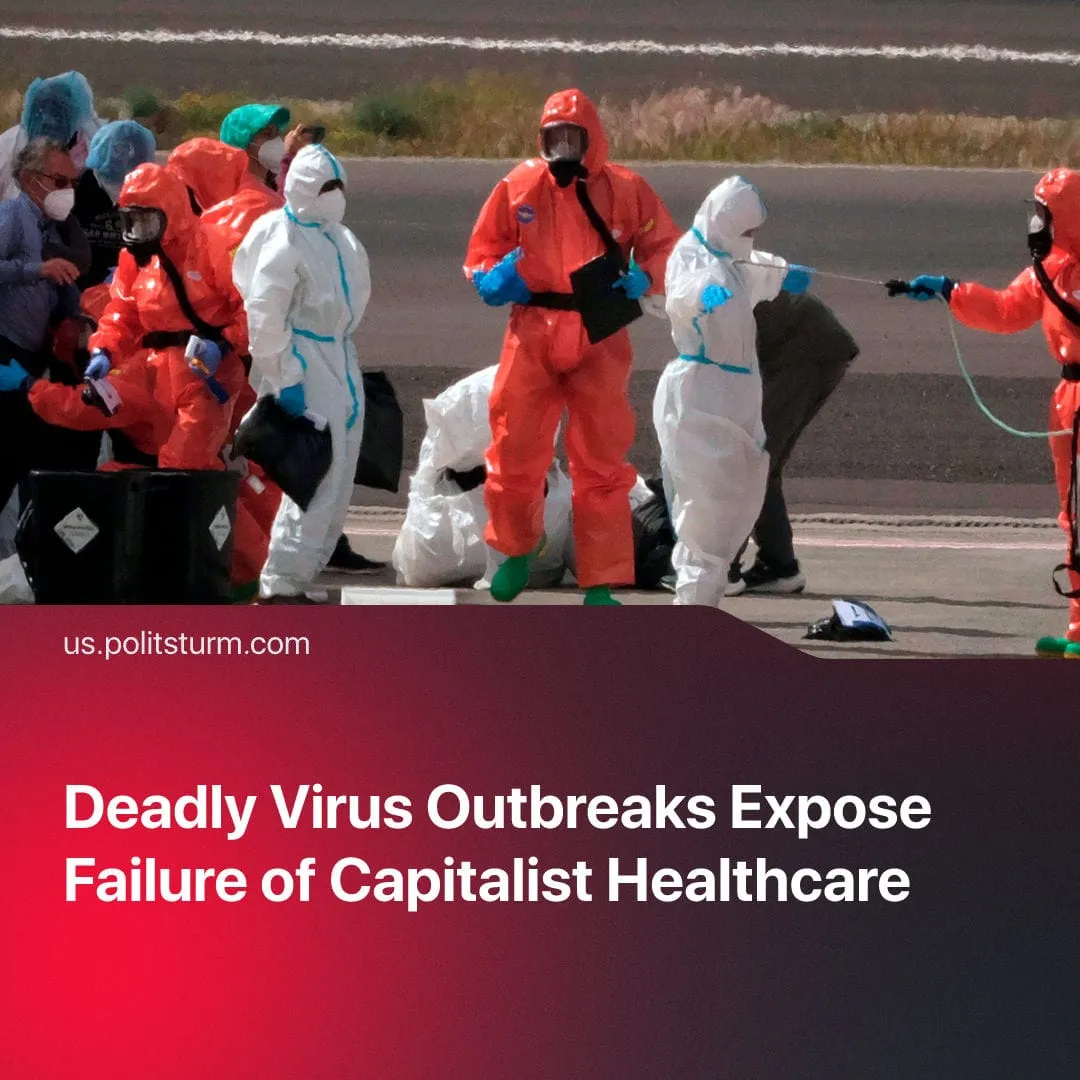 us.politsturm.com
Deadly Virus Outbreaks Expose
Failure of Capitalist Healthcare